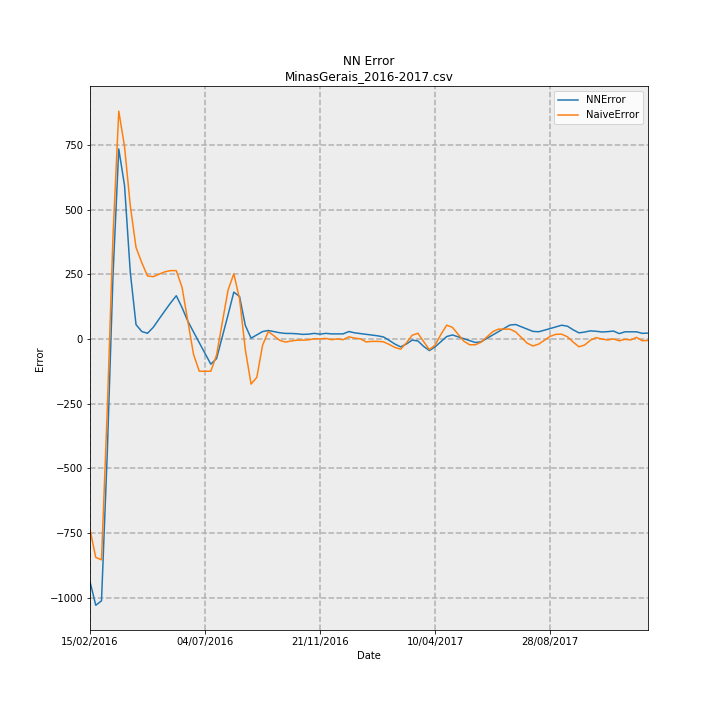 NN Error
MinasGerais_2016-2017.csv
NNError
NaiveError
750
500
250
0
−250
−500
−750
−1000
Error
15/02/2016
04/07/2016
21/11/2016
10/04/2017
28/08/2017
Date